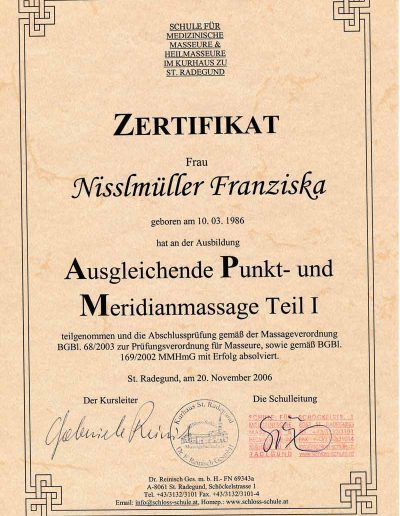 SCHULE FÜR
MEDIZINISCHE
MASSEURE &
HEILMASSEURE
IM KURHAUS ZU
ST. RADEGUND
ZERTIFIKAT
Frau
Nisslmüller Franziska
geboren am 10. 03. 1986
hat an der Ausbildung
Ausgleichende Punkt- und
Meridianmassage Teil I
teilgenommen und die Abschlussprüfung gemäß der Massageverordnung
BGBl. 68/2003 zur Prüfungsverordnung für Masseure, sowie gemäß BGBl.
169/2002 MMHmG mit Erfolg absolviert.
St. Radegund, am 20. November 2006
Der Kursleiter
Die Schulleitung
Kurhaus St. Radegund
Dr. Reinisch Ges. m. b. H.- FN 69343a
A-8061 St. Radegund, Schöckelstrasse 1
Tel. +43/3132/3101 Fax. +43/3132/3101-4
Email: info@schloss-schule.at, Homep.: www.schloss-schule.at